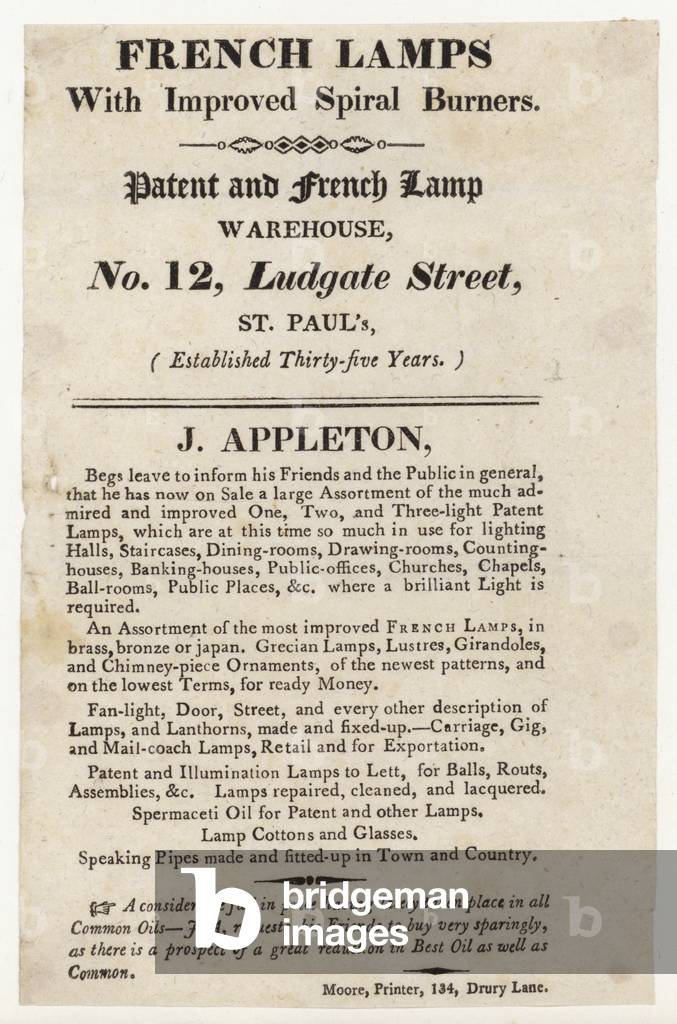 FRENCH LAMPS
With Improved Spiral Burners.
Patent and French Lamp
WAREHOUSE,
No. 12, Ludgate Street,
ST. PAUL's,
( Established Thirty-five Years. )
J. APPLETON,
Begs leave to inform his Friends and the Public in general,
that he has now on Sale a large Assortment of the much ad-
mired and improved One, Two, and Three-light Patent
Lamps, which are at this time so much in use for lighting
Halls, Staircases, Dining-rooms, Drawing-rooms, Counting-
houses, Banking-houses, Public-offices, Churches, Chapels,
Ball-rooms, Public Places, &c. where a brilliant Light is
required.
An Assortment of the most improved FRENCH LAMPS, in
brass, bronze or japan. Grecian Lamps, Lustres, Girandoles,
and Chimney-piece Ornaments, of the newest patterns, and
on the lowest Terms, for ready Money.
Fan-light, Door, Street, and every other description of
Lamps, and Lanthorns, made and fixed-up.—Carriage, Gig,
and Mail-coach Lamps, Retail and for Exportation.
Patent and Illumination Lamps to Lett, for Balls, Routs,
Assemblies, &c. Lamps repaired, cleaned, and lacquered.
Spermaceti Oil for Patent and other Lamps.
Lamp Cottons and Glasses.
Speaking Pipes made and fitted-up in Town and Country.
☞ A in place in all
Common Oils— to buy very sparingly,
as there is a prospect of a great reduction in Best Oil as well as
Common.
Moore, Printer, 134, Drury Lane.
b bridgeman
images